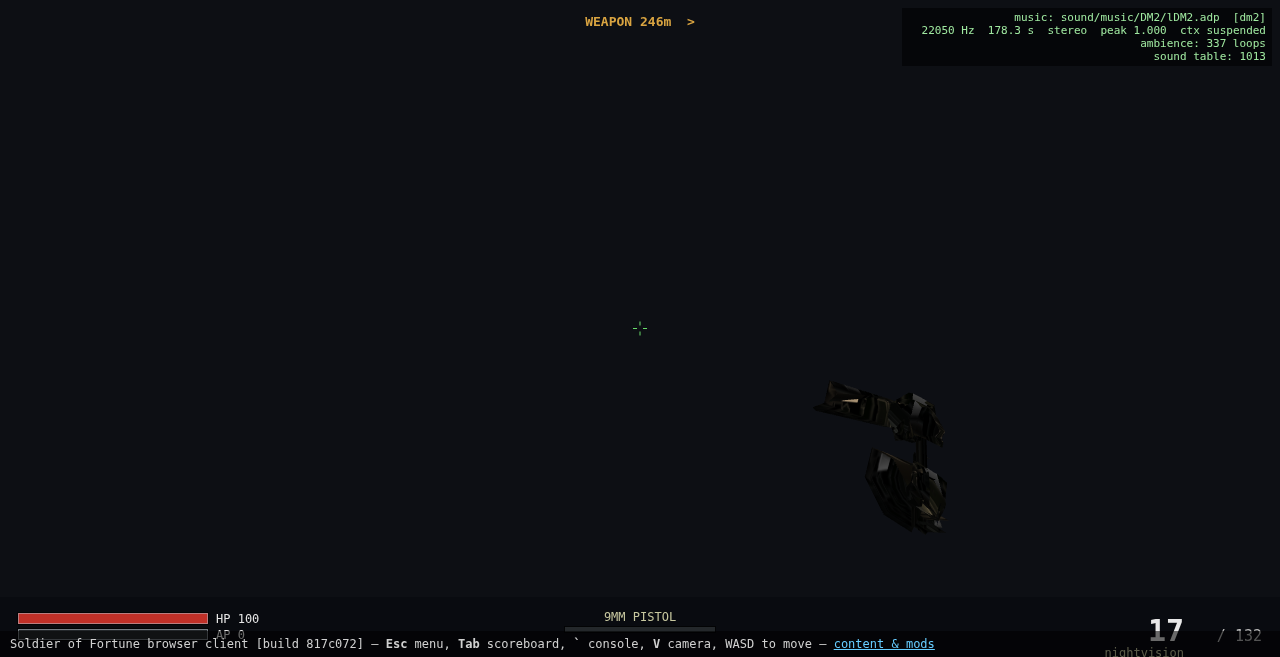 WEAPON 246m >
music: sound/music/DM2/lDM2.adp [dm2]
22050 Hz 178.3 s stereo peak 1.000 ctx suspended
ambience: 337 loops
sound table: 1013
HP 100
AP 0
9MM PISTOL
17 / 132
nightvision
Soldier of Fortune browser client [build 817c072] — Esc menu, Tab scoreboard, ` console, V camera, WASD to move — content & mods